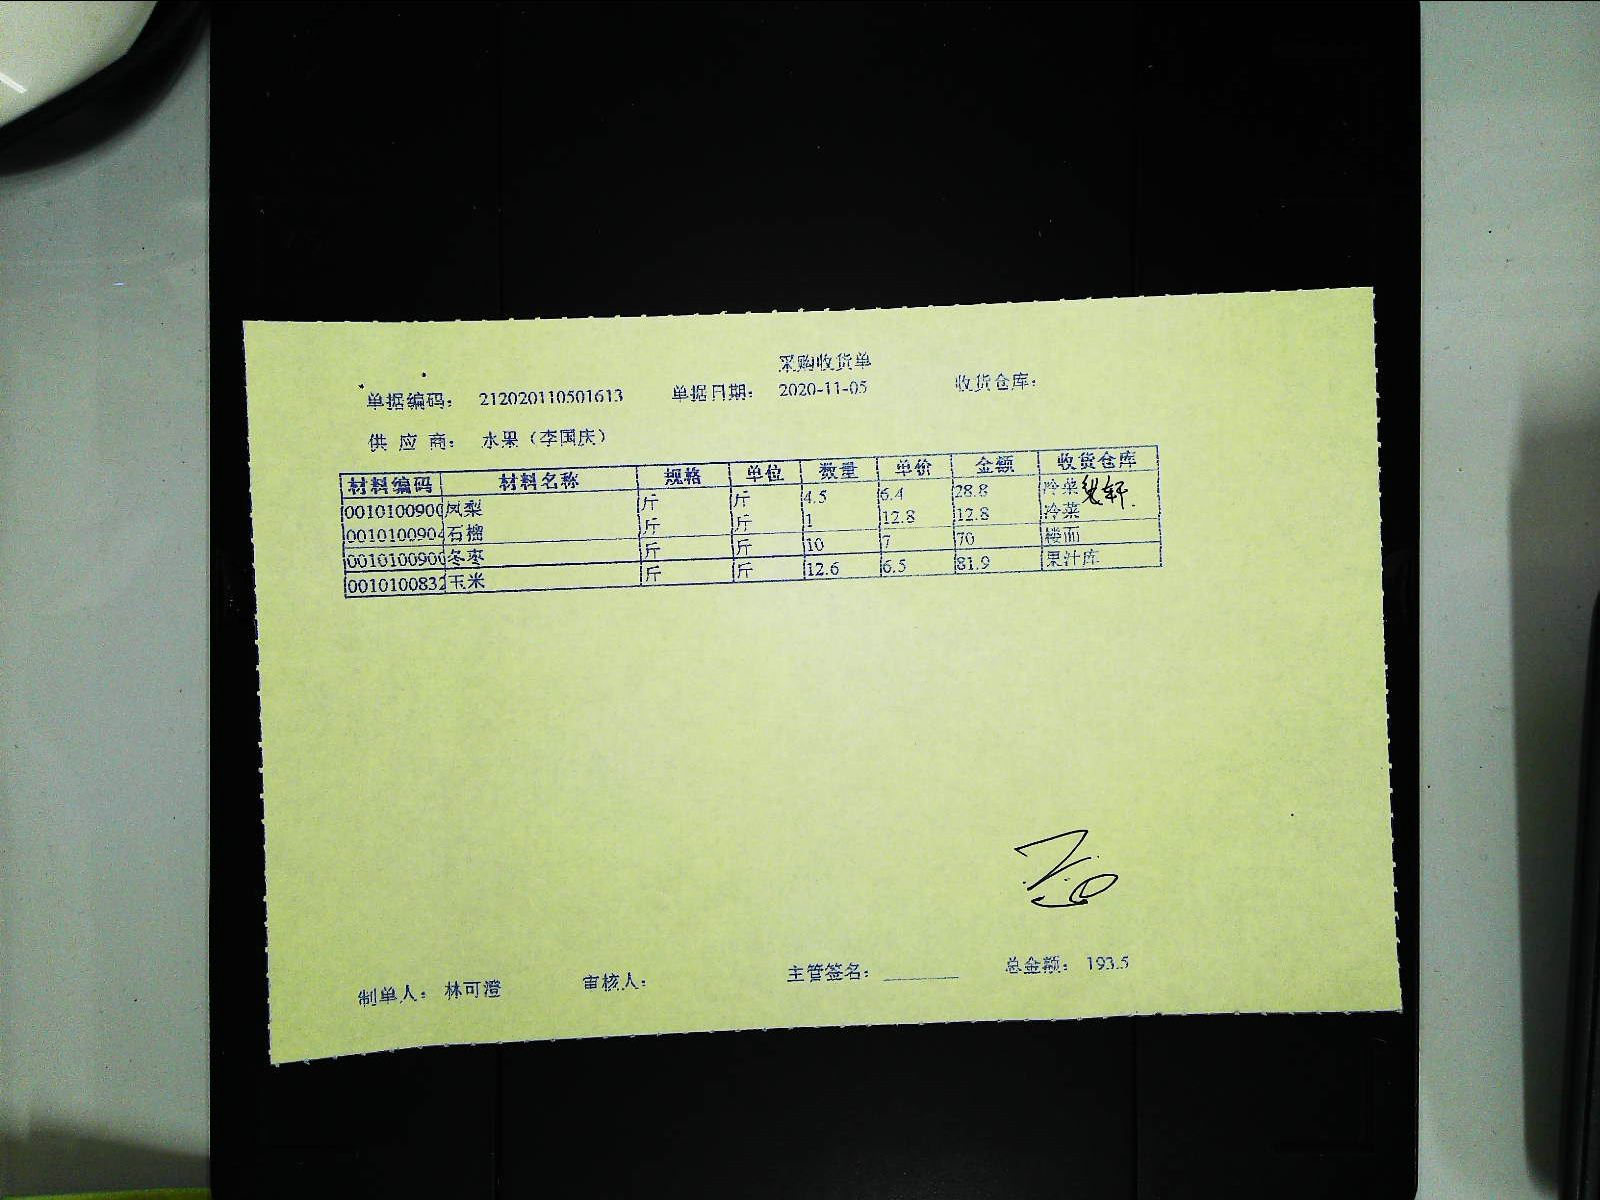 采购收货单
单据编码： 212020110501613 单据日期： 2020-11-05 收货仓库：
供 应 商： 水果（李国庆）
材料编码 材料名称 规格 单位 数量 单价 金额 收货仓库
0010100900 凤梨 斤 斤 4.5 6.4 28.8 冷菜
0010100904 石榴 斤 斤 1 12.8 12.8 冷菜
0010100900 冬枣 斤 斤 10 7 70 楼面
0010100832 玉米 斤 斤 12.6 6.5 81.9 果汁库
制单人： 林可澄 审核人： 主管签名： ________ 总金额： 193.5